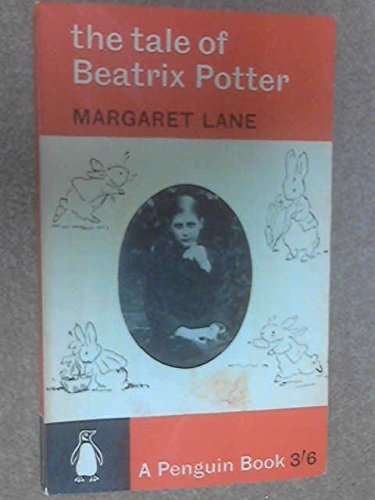 the tale of
Beatrix Potter
MARGARET LANE
A Penguin Book 3/6